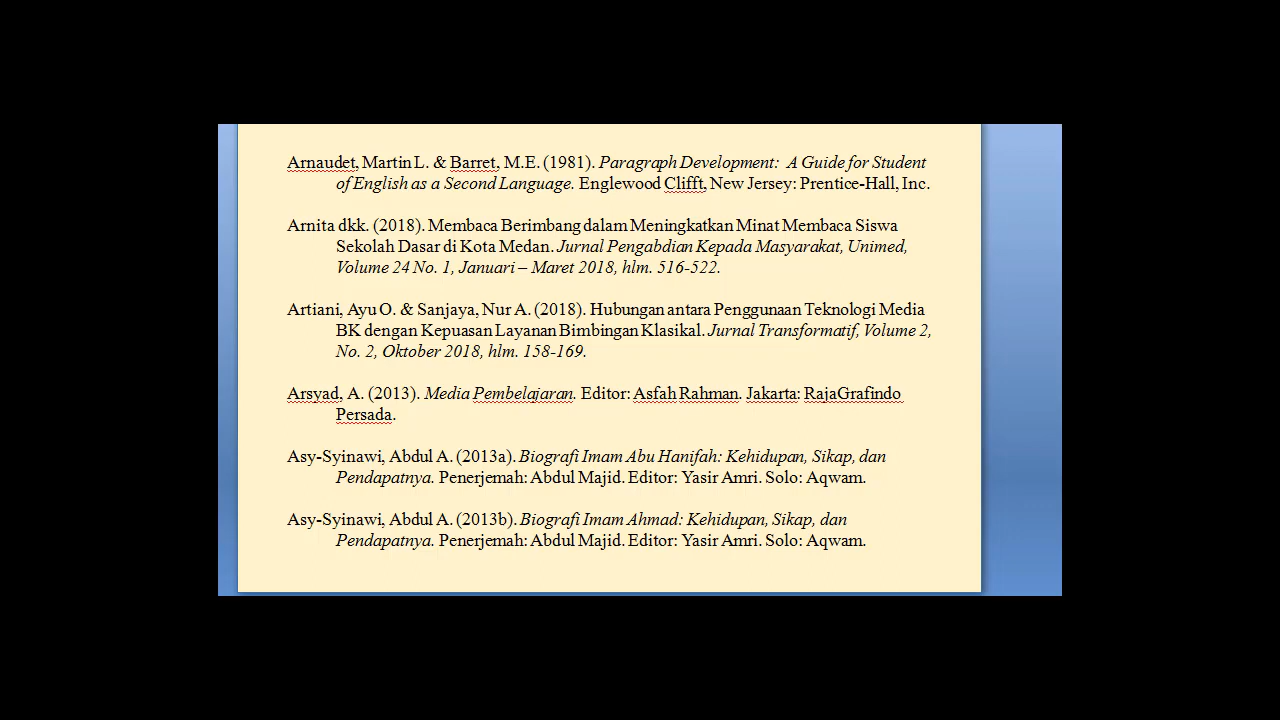 Arnaudet, Martin L. & Barret, M.E. (1981). Paragraph Development:  A Guide for Student
of English as a Second Language. Englewood Clifft, New Jersey: Prentice-Hall, Inc.
Arnita dkk. (2018). Membaca Berimbang dalam Meningkatkan Minat Membaca Siswa
Sekolah Dasar di Kota Medan. Jurnal Pengabdian Kepada Masyarakat, Unimed,
Volume 24 No. 1, Januari – Maret 2018, hlm. 516-522.
Artiani, Ayu O. & Sanjaya, Nur A. (2018). Hubungan antara Penggunaan Teknologi Media
BK dengan Kepuasan Layanan Bimbingan Klasikal. Jurnal Transformatif, Volume 2,
No. 2, Oktober 2018, hlm. 158-169.
Arsyad, A. (2013). Media Pembelajaran. Editor: Asfah Rahman. Jakarta: RajaGrafindo
Persada.
Asy-Syinawi, Abdul A. (2013a). Biografi Imam Abu Hanifah: Kehidupan, Sikap, dan
Pendapatnya. Penerjemah: Abdul Majid. Editor: Yasir Amri. Solo: Aqwam.
Asy-Syinawi, Abdul A. (2013b). Biografi Imam Ahmad: Kehidupan, Sikap, dan
Pendapatnya. Penerjemah: Abdul Majid. Editor: Yasir Amri. Solo: Aqwam.